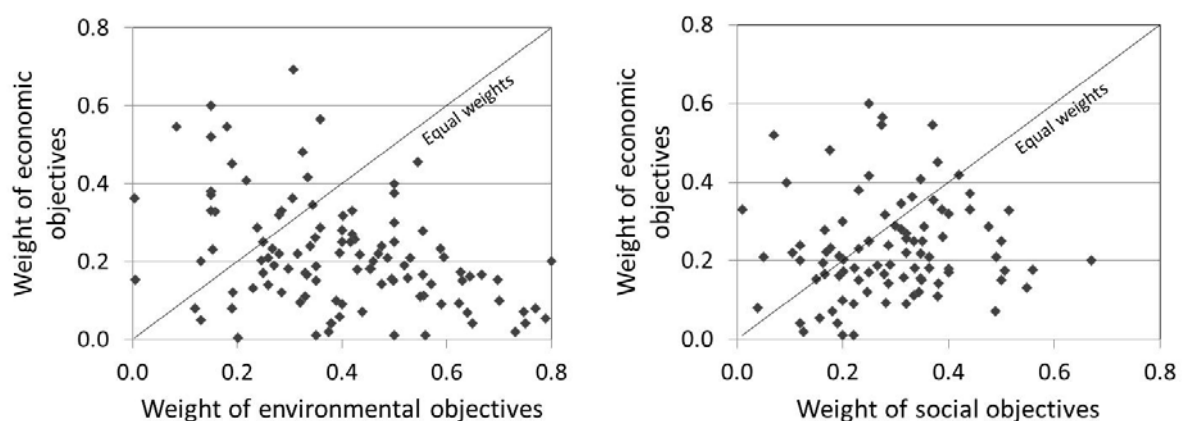 Weight of economic
objectives
0.8
0.6
0.4
0.2
0.0
Equal weights
0.0 0.2 0.4 0.6 0.8
Weight of environmental objectives
Weight of economic
objectives
0.8
0.6
0.4
0.2
0.0
Equal weights
0.0 0.2 0.4 0.6 0.8
Weight of social objectives